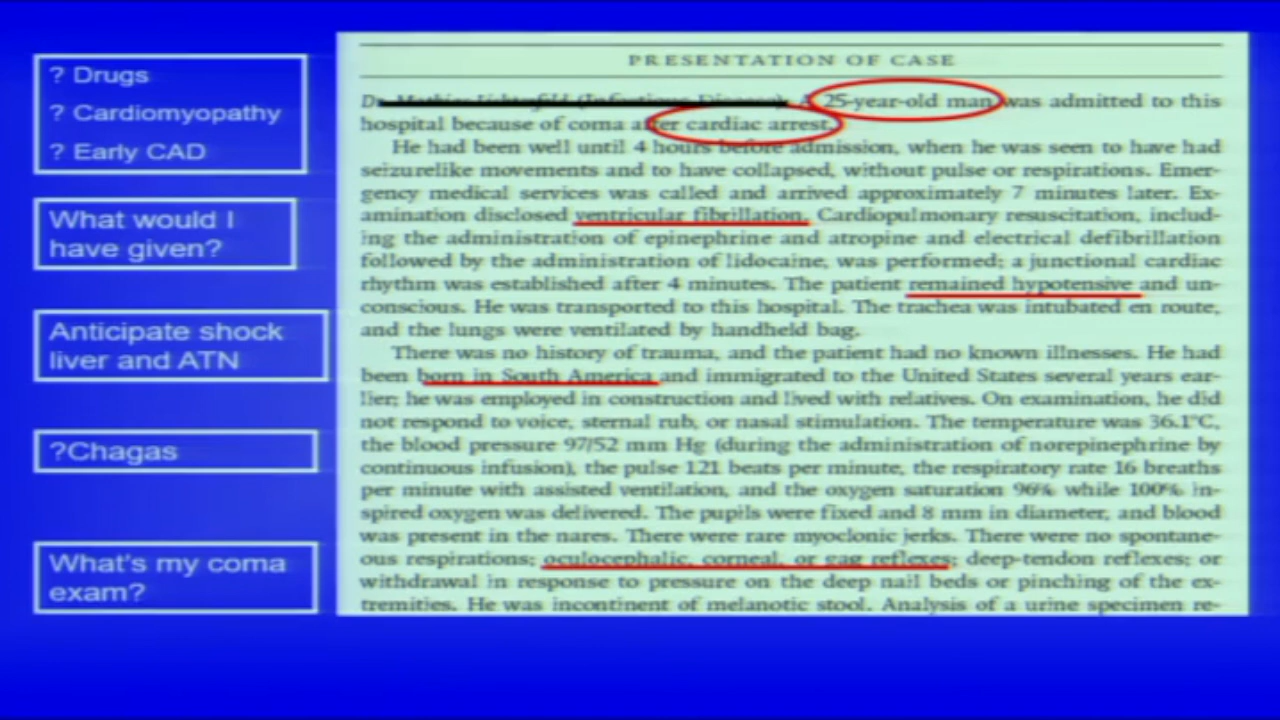 ? Drugs
? Cardiomyopathy
? Early CAD
What would I
have given?
Anticipate shock
liver and ATN
?Chagas
What's my coma
exam?
PRESENTATION OF CASE
A 25-year-old man was admitted to this
hospital because of coma after cardiac arrest.
He had been well until 4 hours before admission, when he was seen to have had
seizurelike movements and to have collapsed, without pulse or respirations. Emer-
gency medical services was called and arrived approximately 7 minutes later. Ex-
amination disclosed ventricular fibrillation. Cardiopulmonary resuscitation, includ-
ing the administration of epinephrine and atropine and electrical defibrillation
followed by the administration of lidocaine, was performed; a junctional cardiac
rhythm was established after 4 minutes. The patient remained hypotensive and un-
conscious. He was transported to this hospital. The trachea was intubated en route,
and the lungs were ventilated by handheld bag.
There was no history of trauma, and the patient had no known illnesses. He had
been born in South America and immigrated to the United States several years ear-
lier; he was employed in construction and lived with relatives. On examination, he did
not respond to voice, sternal rub, or nasal stimulation. The temperature was 36.1°C,
the blood pressure 97/52 mm Hg (during the administration of norepinephrine by
continuous infusion), the pulse 121 beats per minute, the respiratory rate 16 breaths
per minute with assisted ventilation, and the oxygen saturation 96% while 100% in-
spired oxygen was delivered. The pupils were fixed and 8 mm in diameter, and blood
was present in the nares. There were rare myoclonic jerks. There were no spontane-
ous respirations; oculocephalic, corneal, or gag reflexes; deep-tendon reflexes; or
withdrawal in response to pressure on the deep nail beds or pinching of the ex-
tremities. He was incontinent of melanotic stool. Analysis of a urine specimen re-